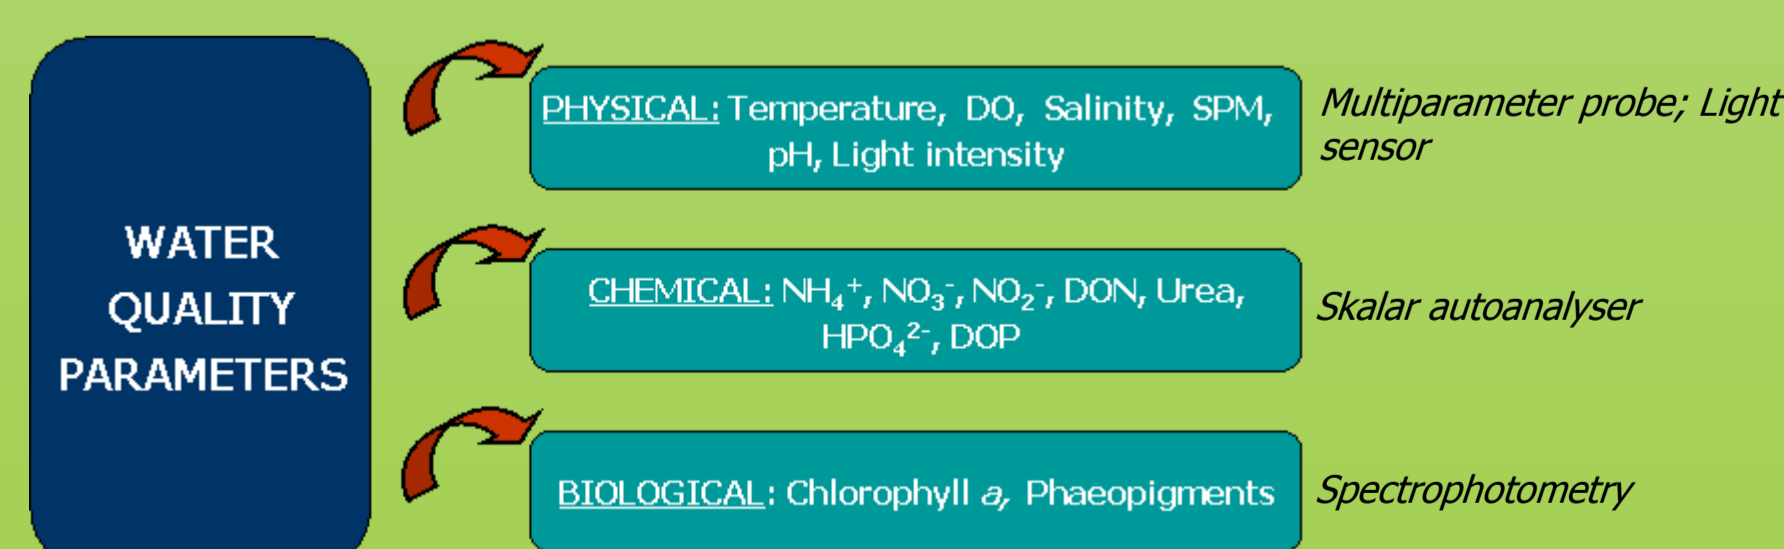 WATER
QUALITY
PARAMETERS
PHYSICAL: Temperature, DO, Salinity, SPM,
pH, Light intensity
Multiparameter probe; Light
sensor
CHEMICAL: NH₄⁺, NO₃⁻, NO₂⁻, DON, Urea,
HPO₄²⁻, DOP
Skalar autoanalyser
BIOLOGICAL: Chlorophyll a, Phaeopigments
Spectrophotometry